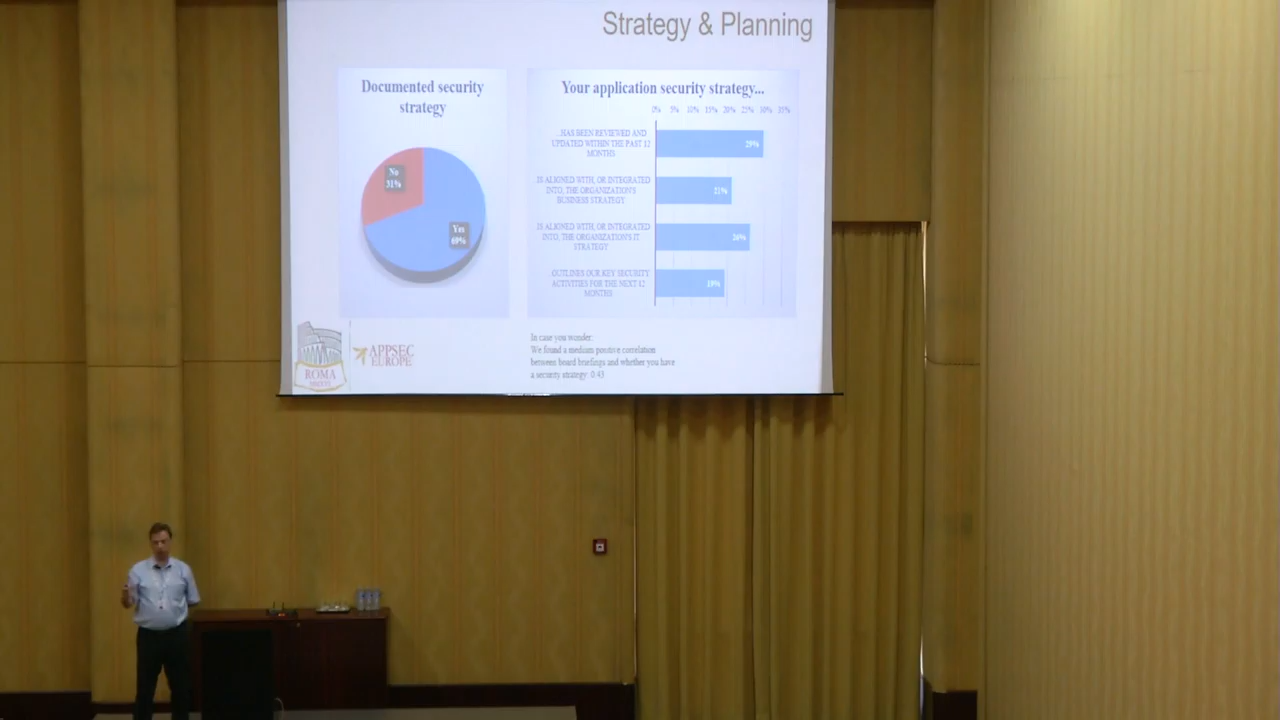 Strategy & Planning
Documented security
strategy
No
31%
Yes
69%
Your application security strategy...
0% 5% 10% 15% 20% 25% 30% 35%
...HAS BEEN REVIEWED AND
UPDATED WITHIN THE PAST 12
MONTHS
29%
IS ALIGNED WITH, OR INTEGRATED
INTO, THE ORGANIZATION'S
BUSINESS STRATEGY
21%
IS ALIGNED WITH, OR INTEGRATED
INTO, THE ORGANIZATION'S IT
STRATEGY
26%
OUTLINES OUR KEY SECURITY
ACTIVITIES FOR THE NEXT 12
MONTHS
19%
In case you wonder:
We found a medium positive correlation
between board briefings and whether you have
a security strategy: 0.43
ROMA
APPSEC
EUROPE